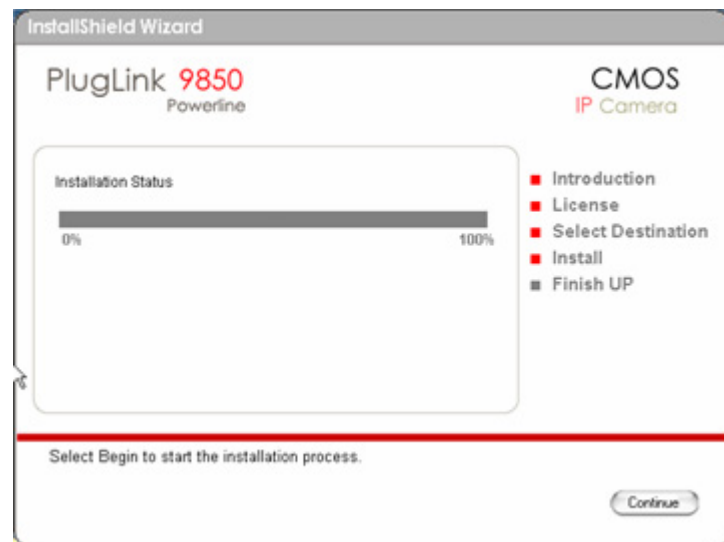 InstallShield Wizard
PlugLink 9850
Powerline
CMOS
IP Camera
Installation Status
0% 100%
Introduction
License
Select Destination
Install
Finish UP
Select Begin to start the installation process.
Continue